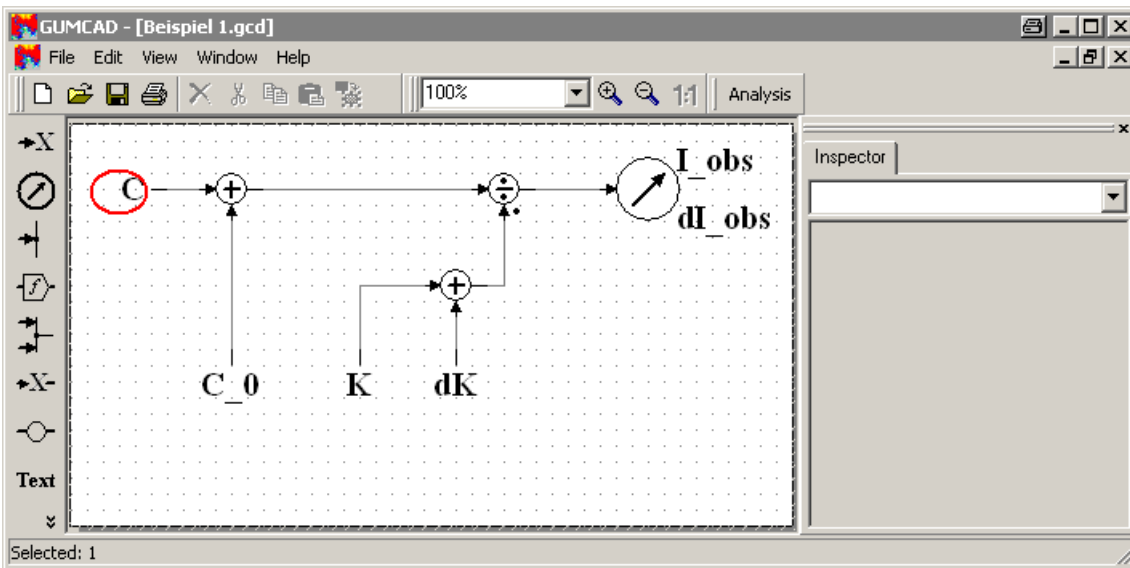 GUMCAD - [Beispiel 1.gcd]
File Edit View Window Help
100%
1:1
Analysis
X
Inspector
C
I_obs
dI_obs
f
X
C_0
K
dK
Text
Selected: 1